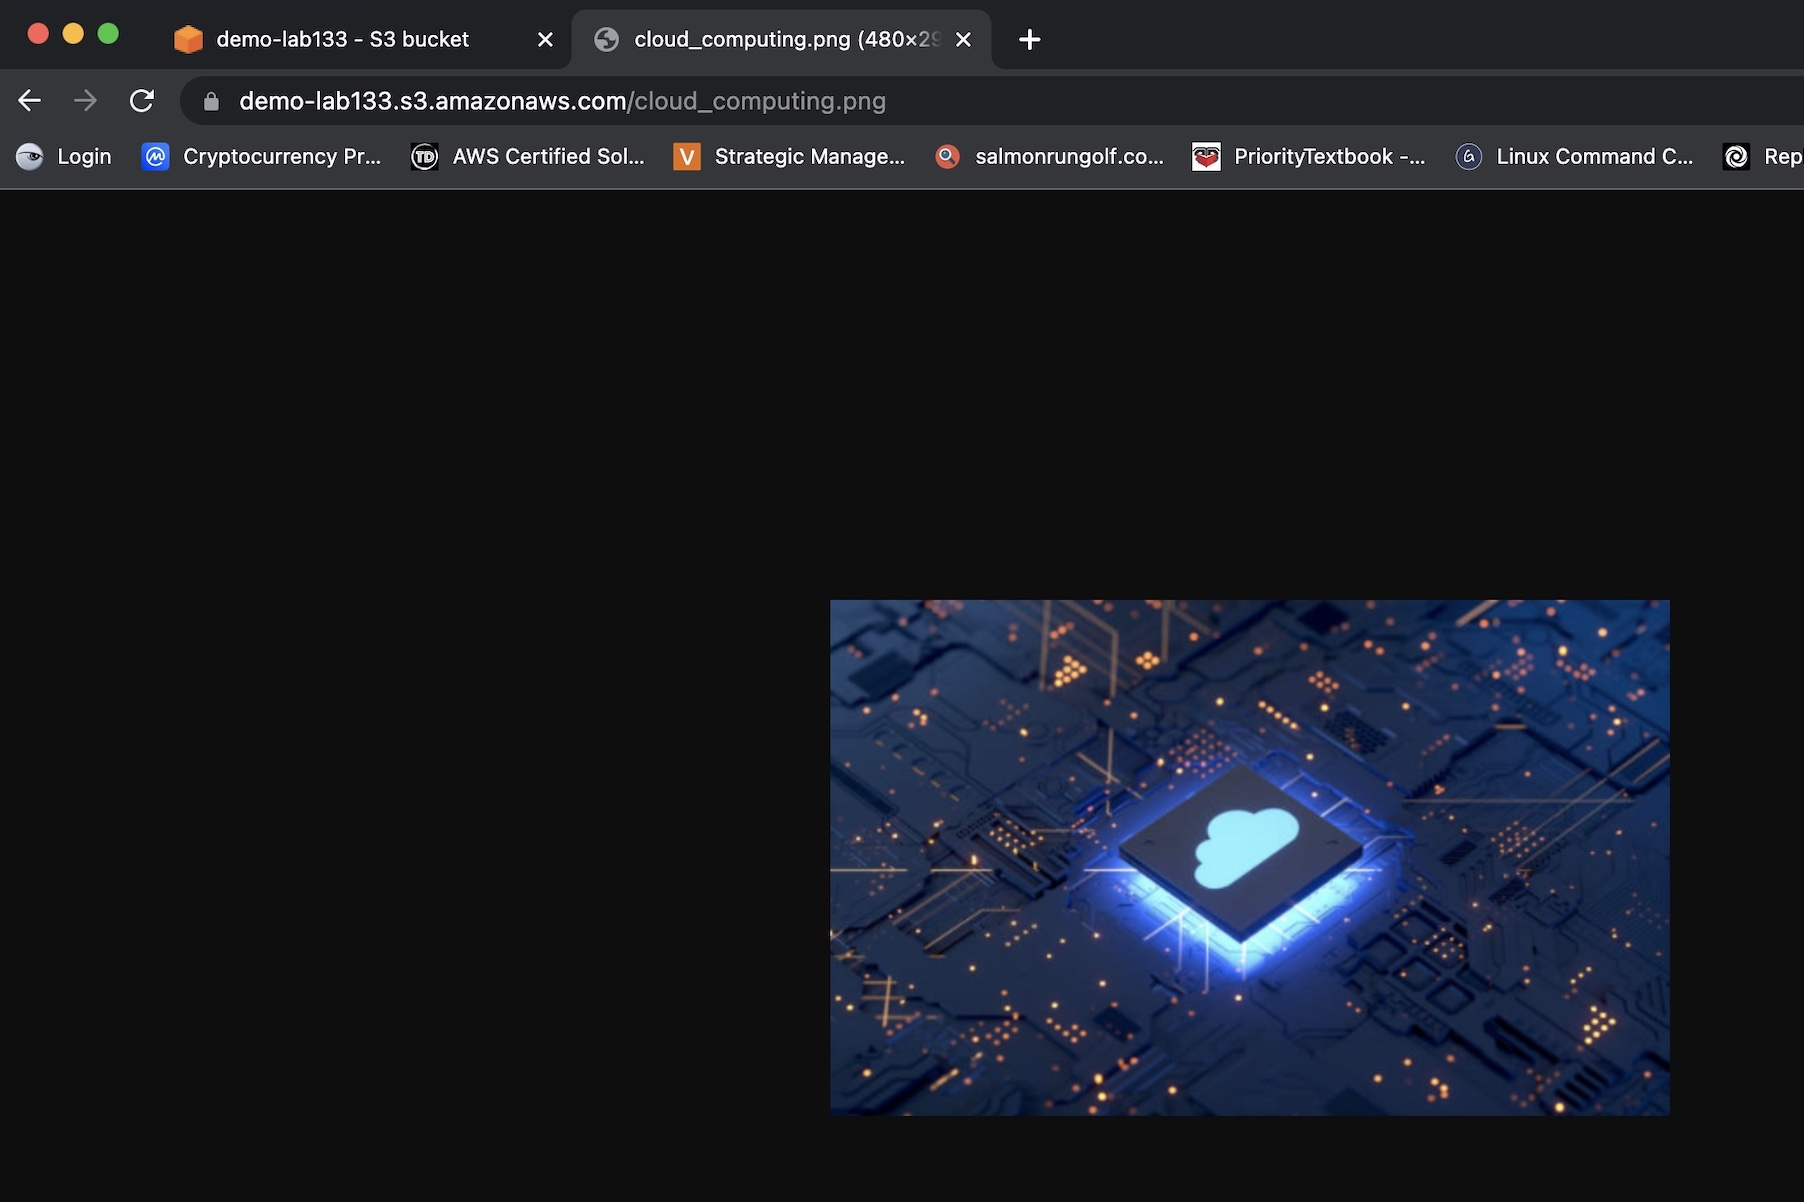 demo-lab133 - S3 bucket
cloud_computing.png (480×29
demo-lab133.s3.amazonaws.com/cloud_computing.png
Login
Cryptocurrency Pr...
TD
AWS Certified Sol...
V
Strategic Manage...
salmonrungolf.co...
PriorityTextbook -...
G
Linux Command C...
Rep